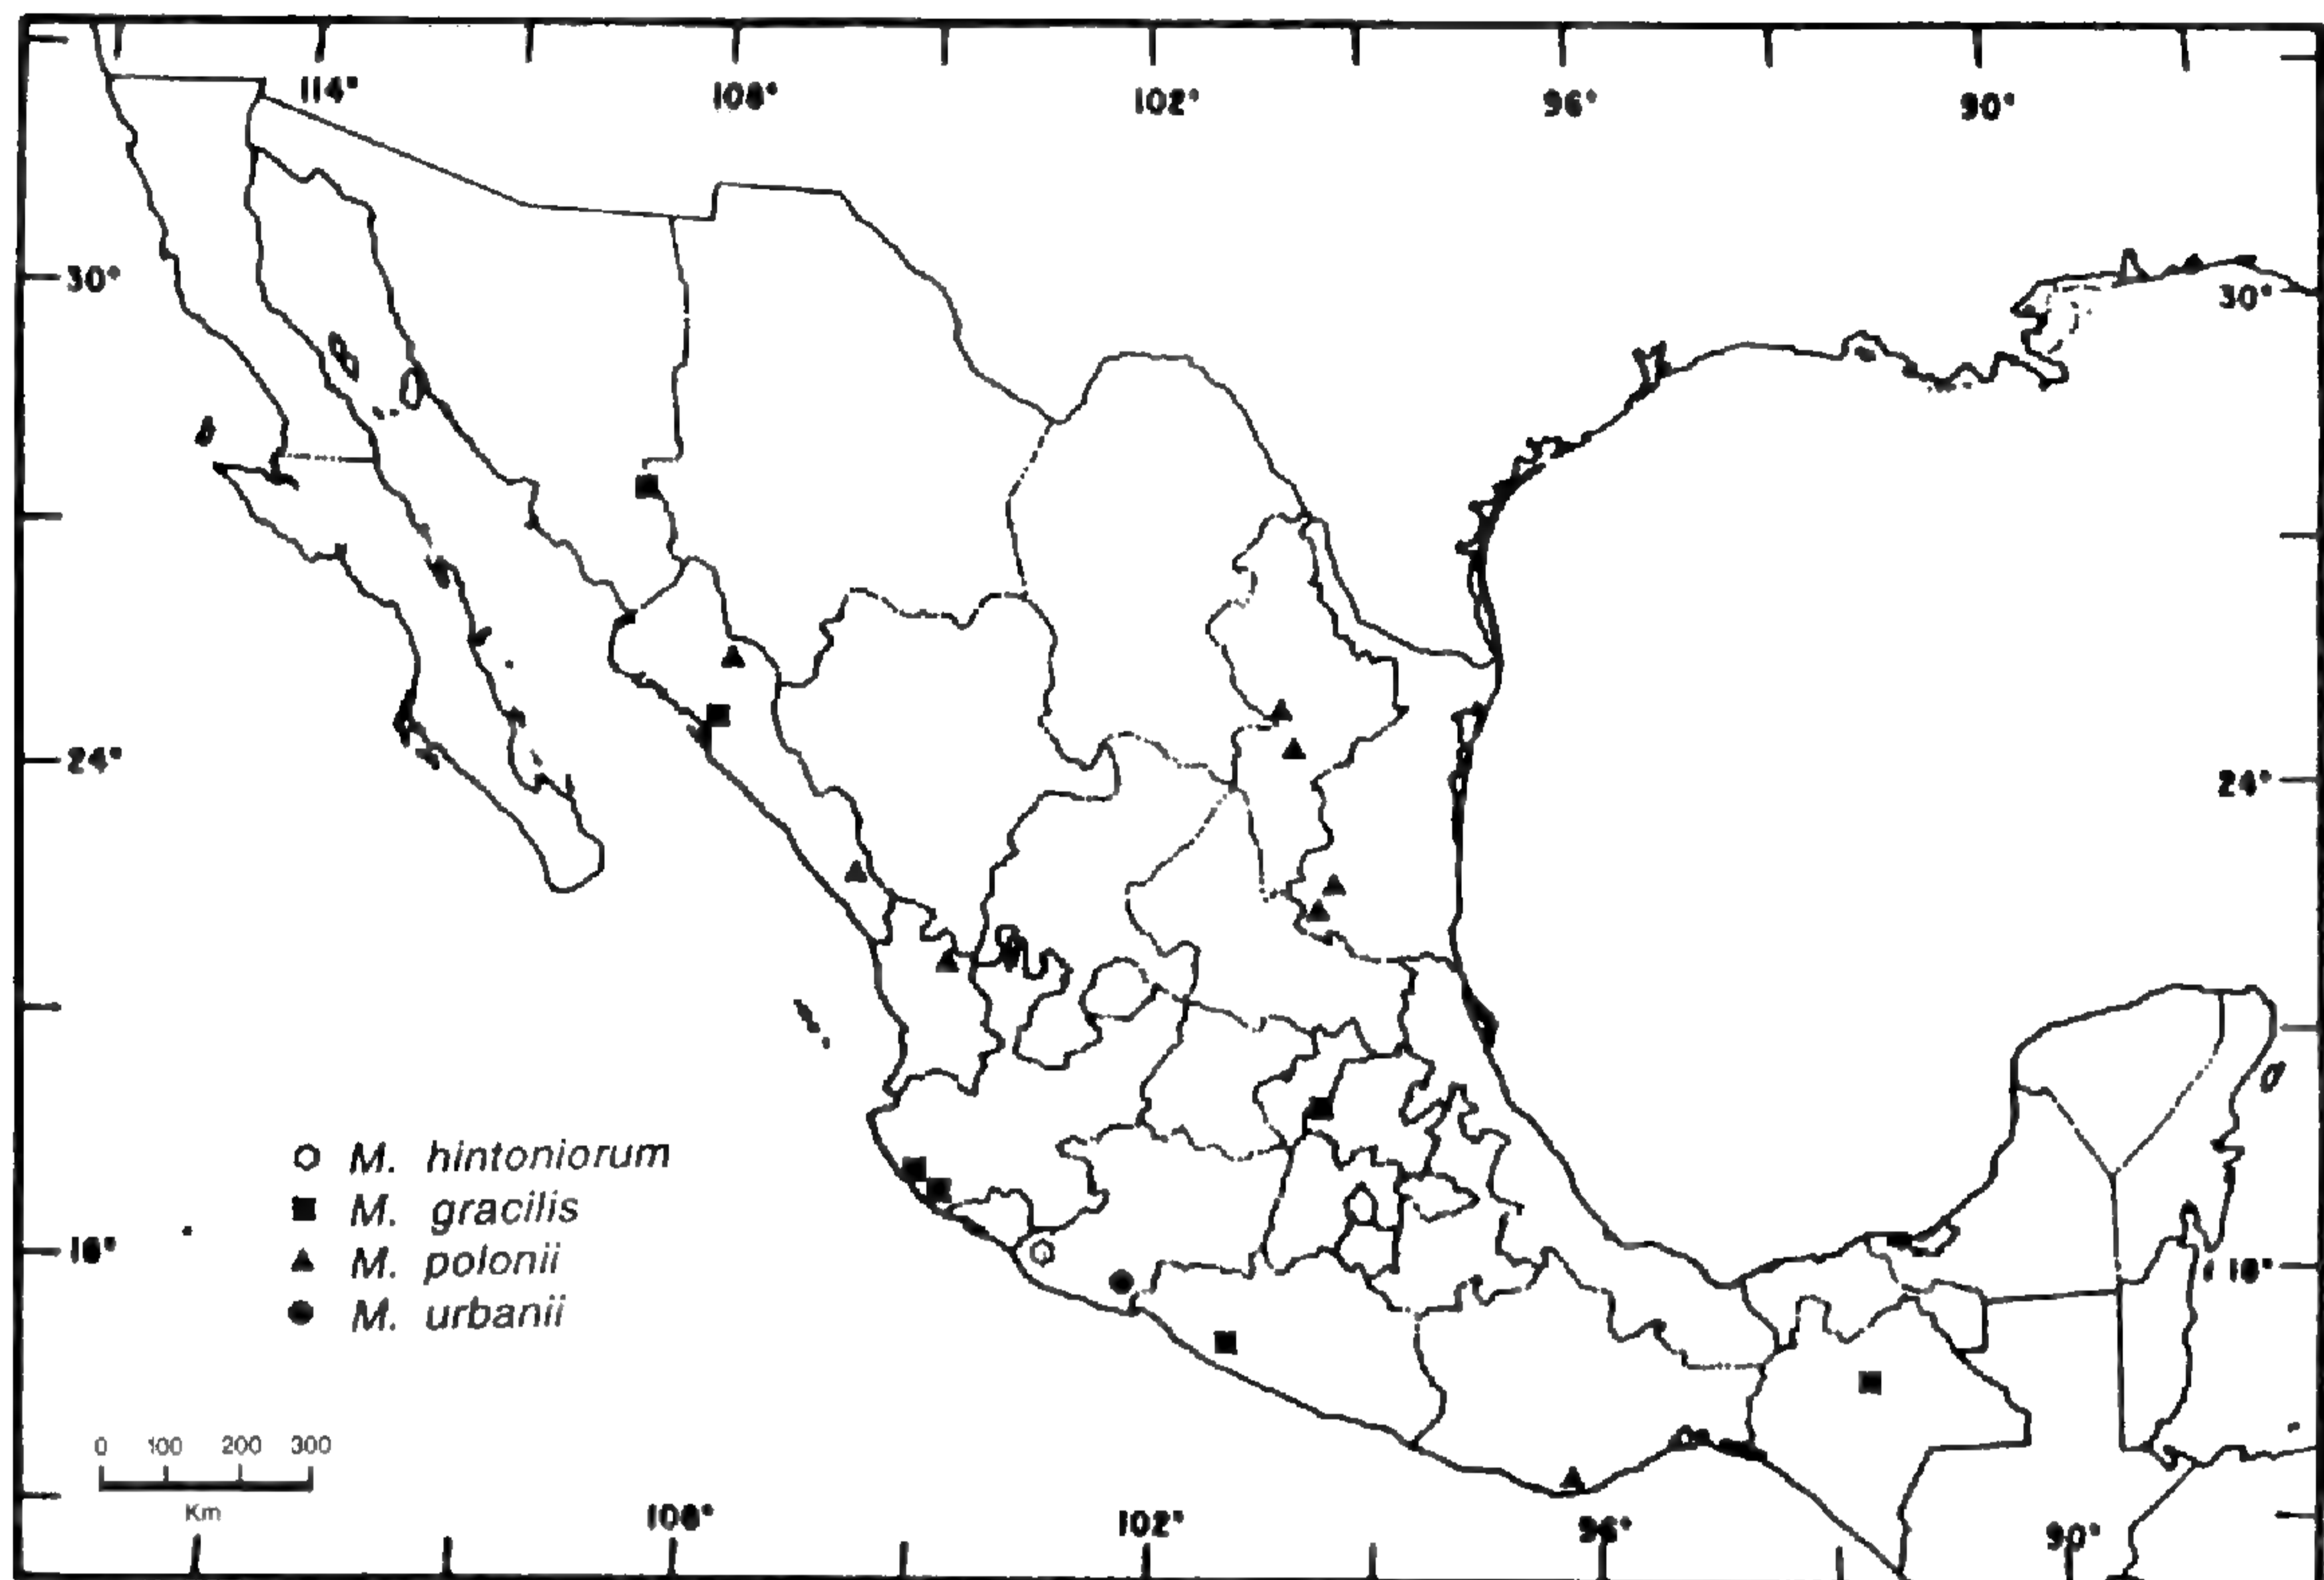 114° 108° 102° 96° 90°
30°
30°
24°
24°
M. hintoniorum
M. gracilis
M. polonii
M. urbanii
18°
18°
0 100 200 300
Km
108° 102° 96° 90°